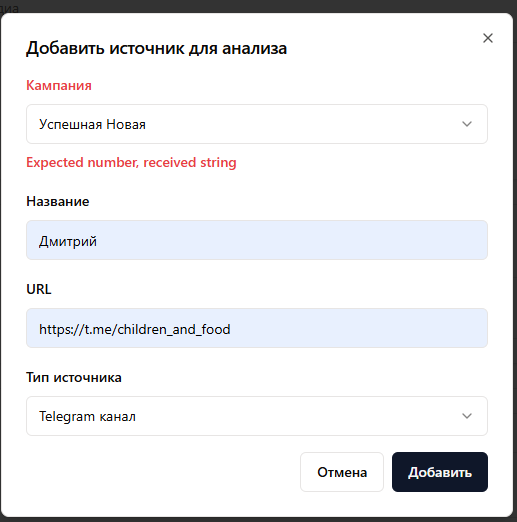 диа
Добавить источник для анализа
Кампания
Успешная Новая
Expected number, received string
Название
Дмитрий
URL
https://t.me/children_and_food
Тип источника
Telegram канал
Отмена
Добавить